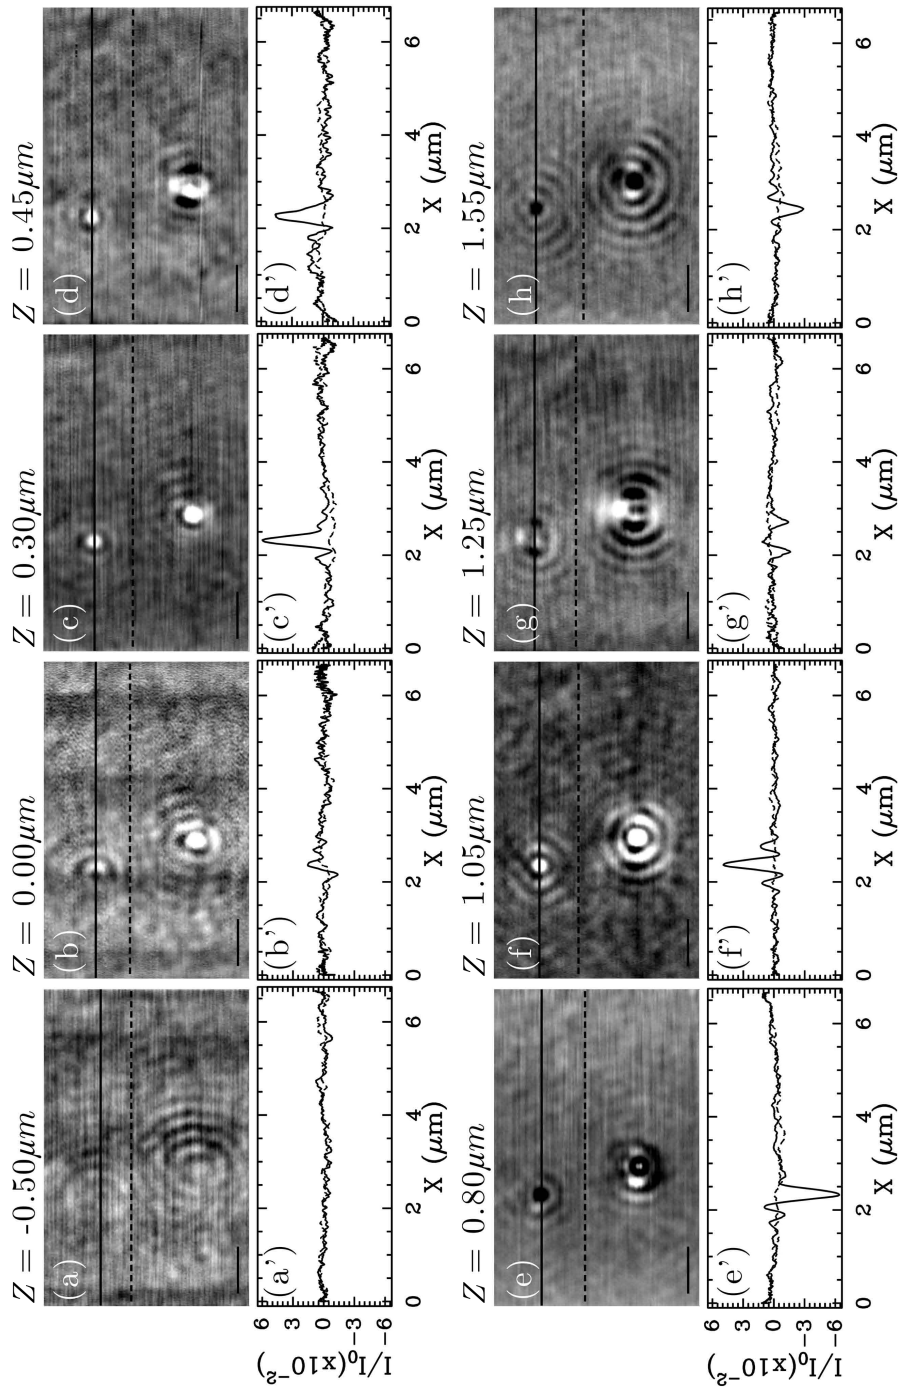 Z = -0.50μm
Z = 0.00μm
Z = 0.30μm
Z = 0.45μm
(a)
(b)
(c)
(d)
I/I₀(x10⁻²)
6
3
0
-3
-6
(a')
(b')
(c')
(d')
0 2 4 6
0 2 4 6
0 2 4 6
0 2 4 6
X (μm)
X (μm)
X (μm)
X (μm)
Z = 0.80μm
Z = 1.05μm
Z = 1.25μm
Z = 1.55μm
(e)
(f)
(g)
(h)
I/I₀(x10⁻²)
6
3
0
-3
-6
(e')
(f')
(g')
(h')
0 2 4 6
0 2 4 6
0 2 4 6
0 2 4 6
X (μm)
X (μm)
X (μm)
X (μm)